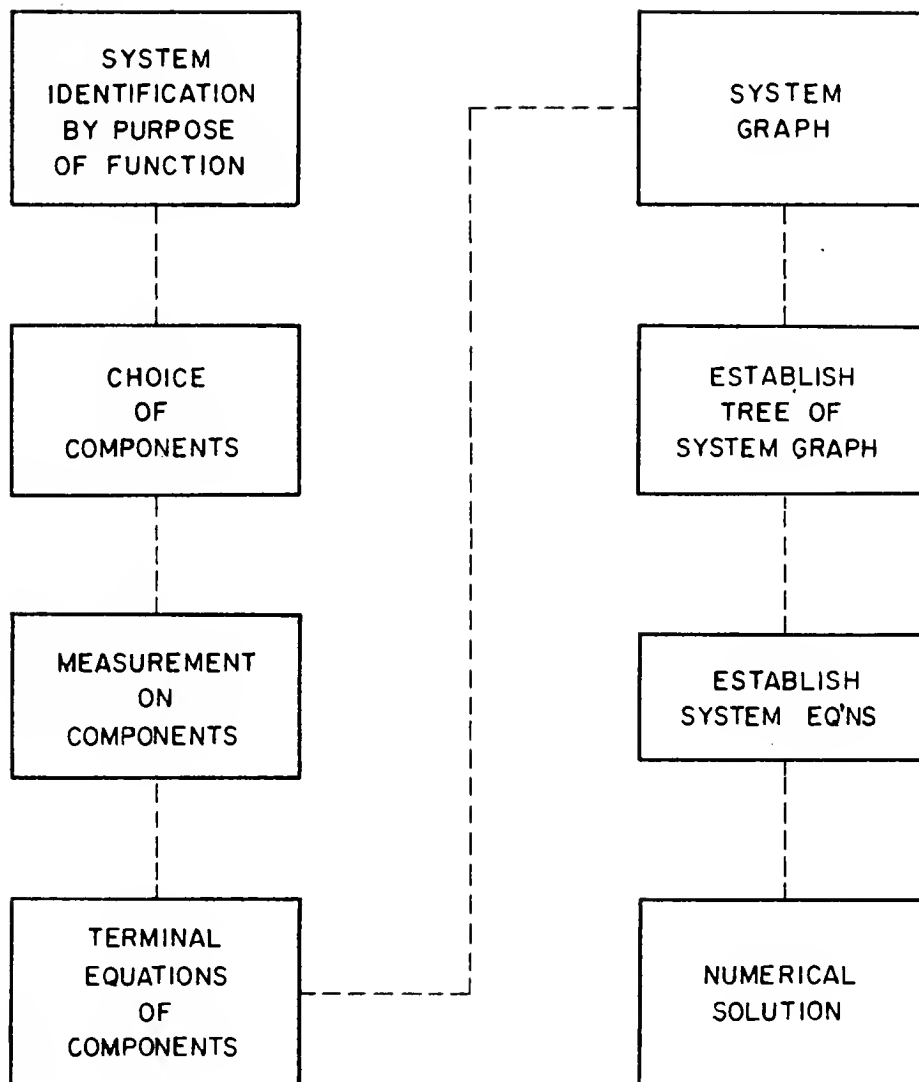 SYSTEM
IDENTIFICATION
BY PURPOSE
OF FUNCTION
CHOICE
OF
COMPONENTS
MEASUREMENT
ON
COMPONENTS
TERMINAL
EQUATIONS
OF
COMPONENTS
SYSTEM
GRAPH
ESTABLISH
TREE OF
SYSTEM GRAPH
ESTABLISH
SYSTEM EQ'NS
NUMERICAL
SOLUTION